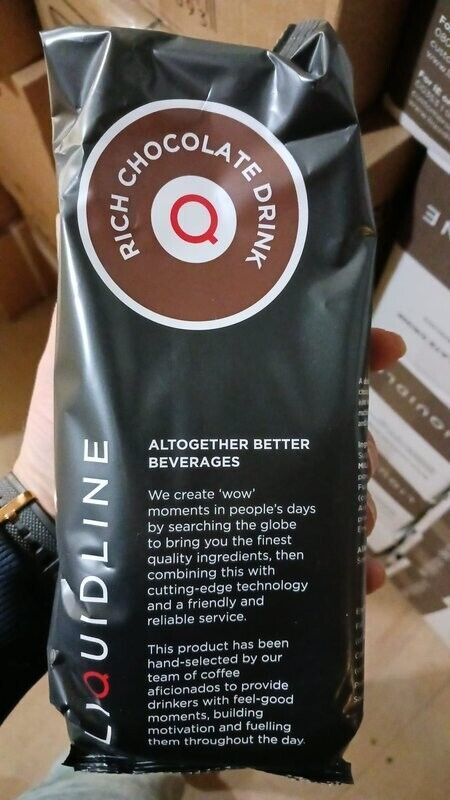 RICH CHOCOLATE DRINK
Q
LIQUIDLINE
ALTOGETHER BETTER
BEVERAGES
We create 'wow'
moments in people's days
by searching the globe
to bring you the finest
quality ingredients, then
combining this with
cutting-edge technology
and a friendly and
reliable service.
This product has been
hand-selected by our
team of coffee
aficionados to provide
drinkers with feel-good
moments, building
motivation and fuelling
them throughout the day.